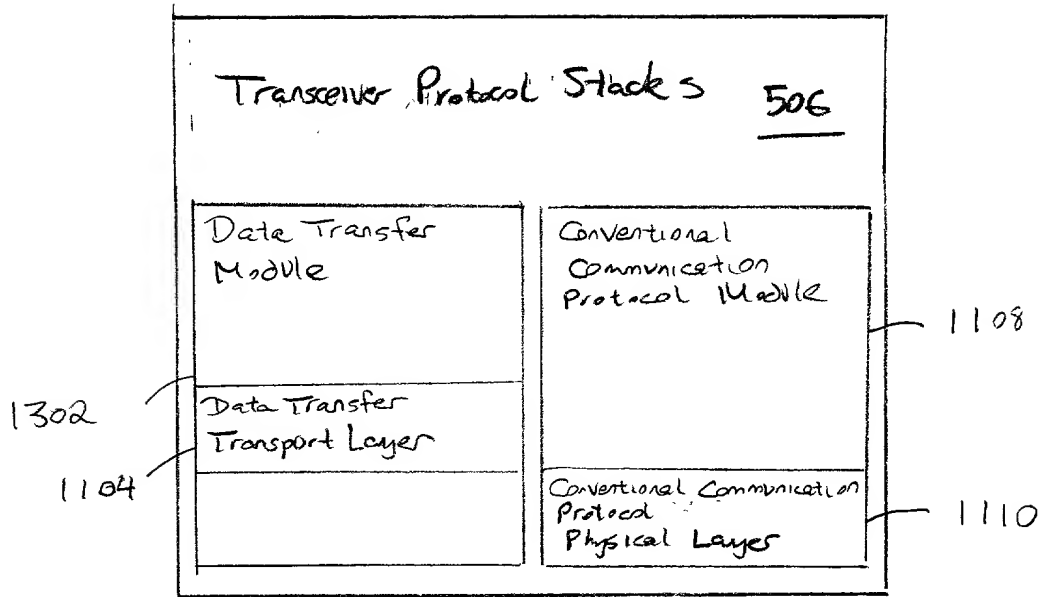 Transceiver Protocol Stacks 506
Data Transfer
Module
Conventional
Communication
Protocol Module
1108
1302
Data Transfer
Transport Layer
1104
Conventional Communication
Protocol
Physical Layer
1110